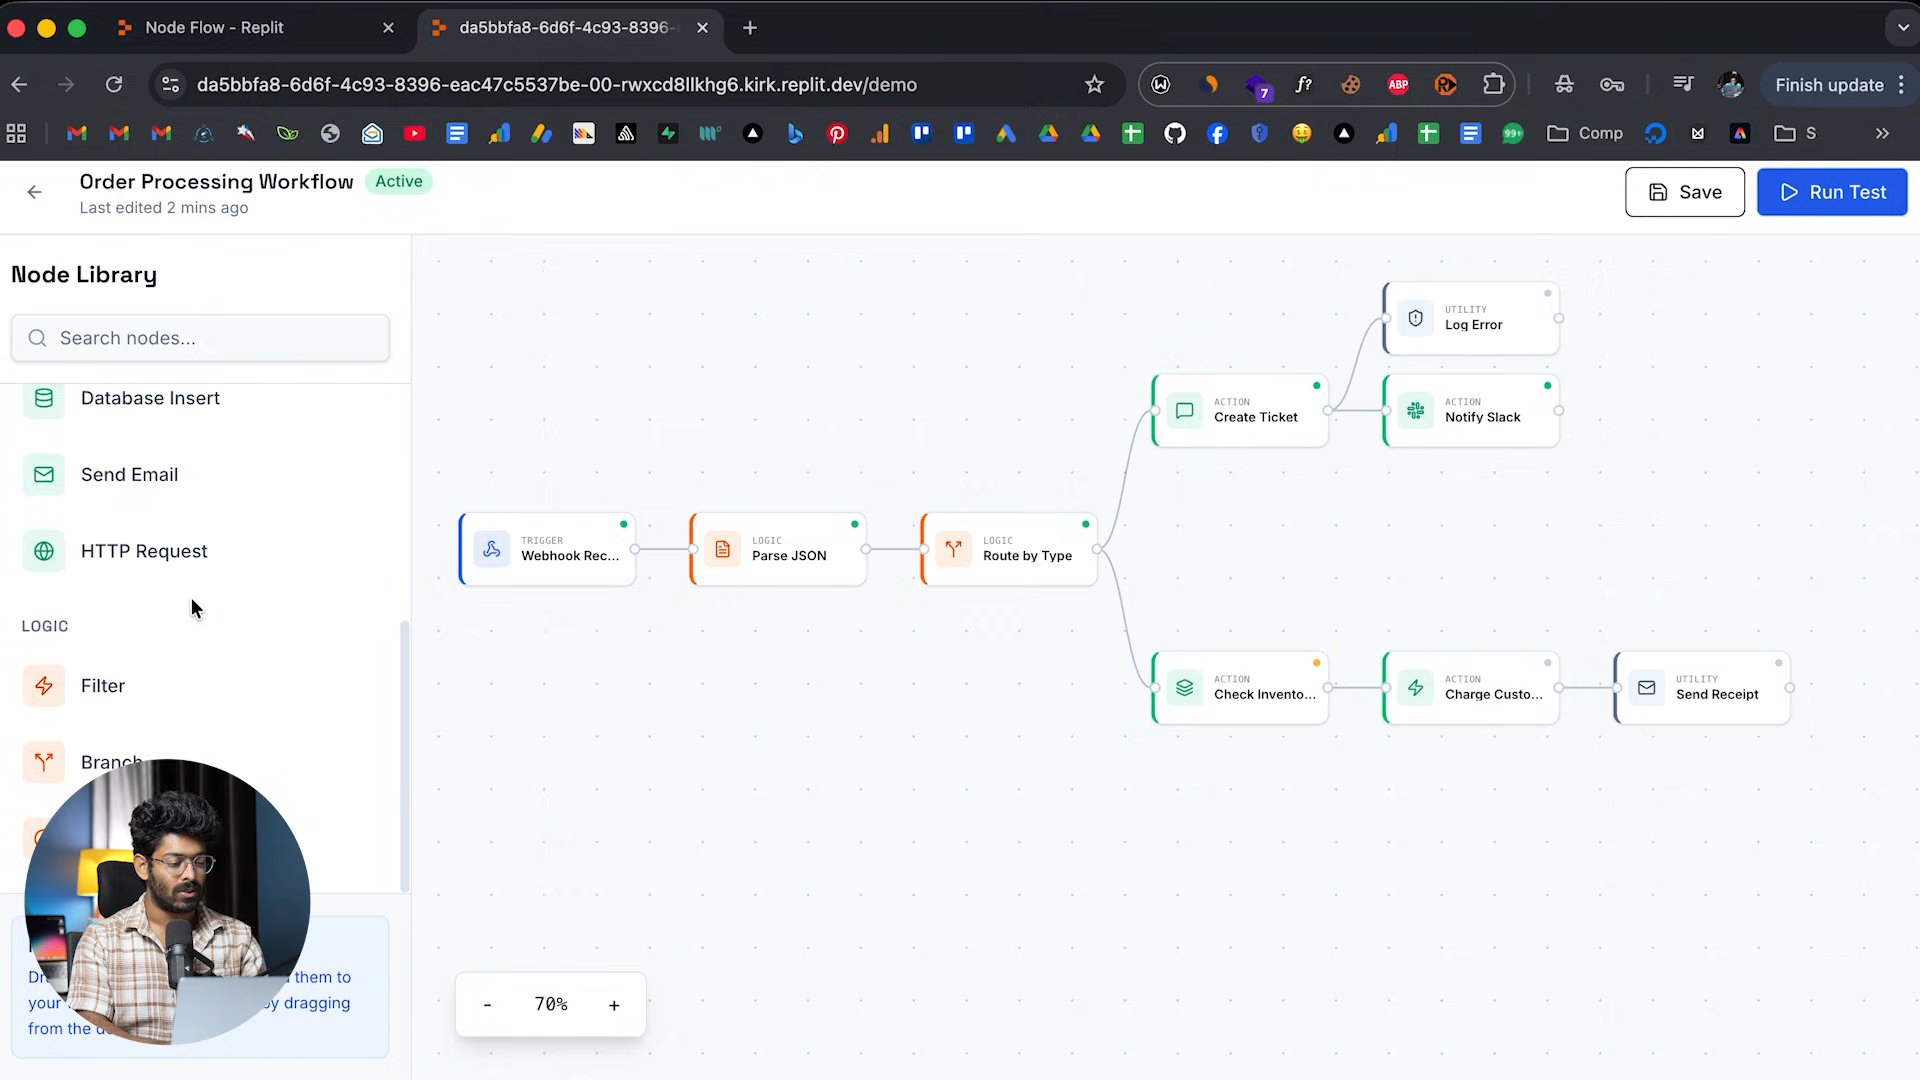 Node Flow - Replit
da5bbfa8-6d6f-4c93-8396-
da5bbfa8-6d6f-4c93-8396-eac47c5537be-00-rwxcd8llkhg6.kirk.replit.dev/demo
f?
7
ABP
Finish update
99+
Comp
S
Order Processing Workflow
Active
Last edited 2 mins ago
Save
Run Test
Node Library
Search nodes...
Database Insert
Send Email
HTTP Request
LOGIC
Filter
Branch
them to
your
by dragging
from the
TRIGGER
Webhook Rec...
LOGIC
Parse JSON
LOGIC
Route by Type
ACTION
Create Ticket
UTILITY
Log Error
ACTION
Notify Slack
ACTION
Check Invento...
ACTION
Charge Custo...
UTILITY
Send Receipt
- 70% +